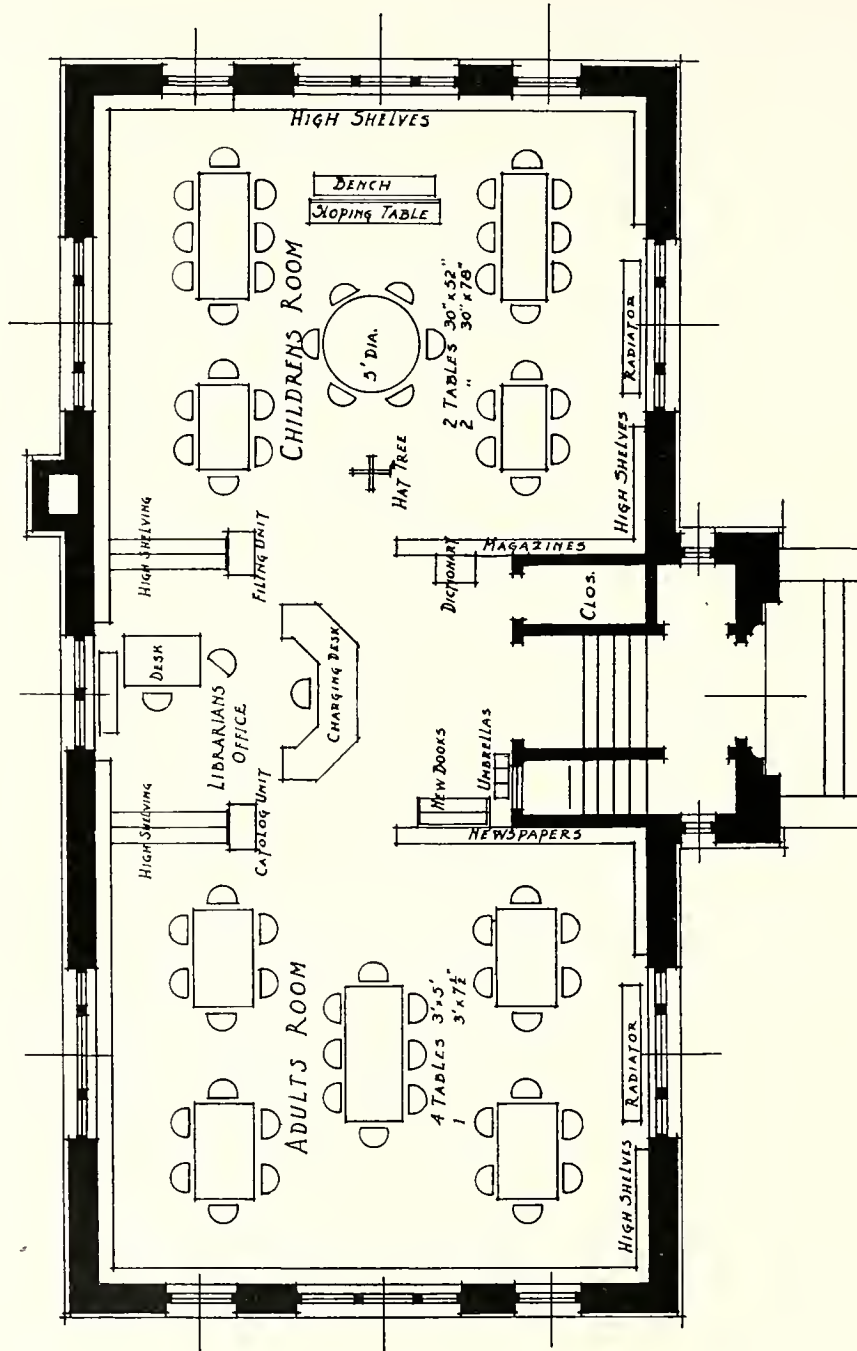 HIGH SHELVES
BENCH
SLOPING TABLE
CHILDRENS ROOM
5' DIA.
2 TABLES 30" x 52"
2 " 30" x 78"
RADIATOR
HAT TREE
HIGH SHELVES
HIGH SHELVING
FILING UNIT
MAGAZINES
DICTIONARY
CLOS.
DESK
LIBRARIANS
OFFICE
CHARGING DESK
NEW BOOKS
UMBRELLAS
HIGH SHELVING
CATOLOG UNIT
NEWSPAPERS
ADULTS ROOM
4 TABLES 3' x 5'
1 3' x 7½"
RADIATOR
HIGH SHELVES